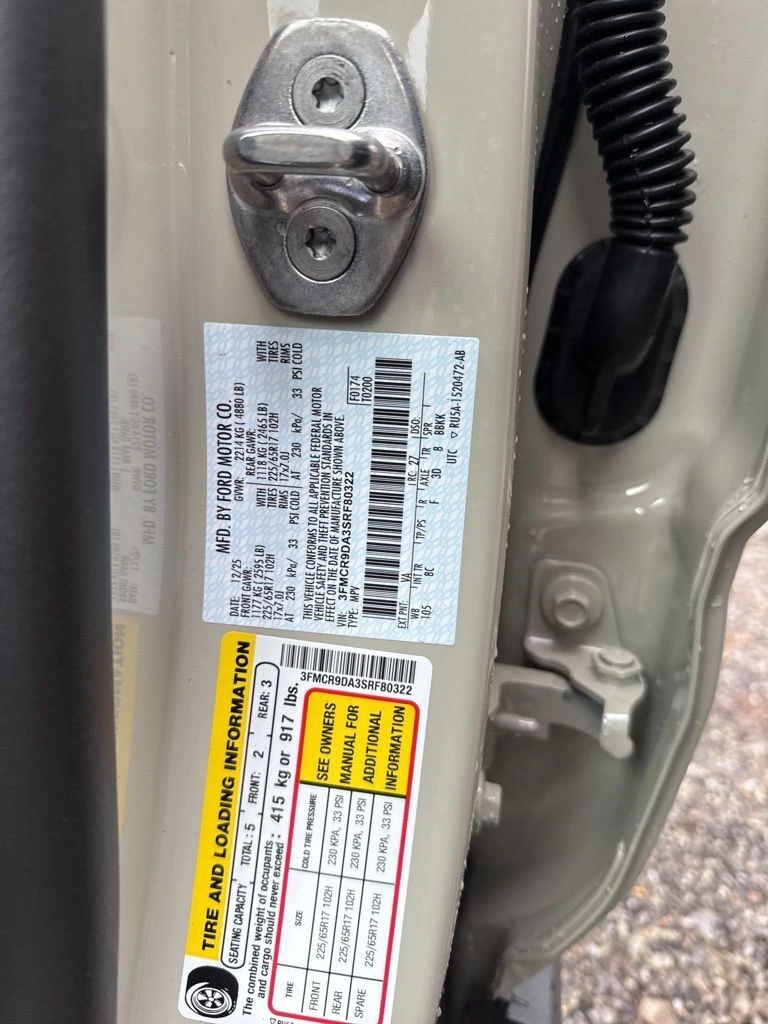 MFD. BY FORD MOTOR CO.
DATE: 12/25 GVWR: 2214 KG ( 4880 LB)
FRONT GAWR: REAR GAWR: WITH
1177 KG ( 2595 LB) 1118 KG ( 2465 LB) TIRES
225/65R17 102H TIRES 225/65R17 102H RIMS
17x7.0J RIMS 17x7.0J
AT 230 kPa/ 33 PSI COLD AT 230 kPa/ 33 PSI COLD
THIS VEHICLE CONFORMS TO ALL APPLICABLE FEDERAL MOTOR
VEHICLE SAFETY AND THEFT PREVENTION STANDARDS IN
EFFECT ON THE DATE OF MANUFACTURE SHOWN ABOVE.
VIN: 3FMCR9DA3SRF80322
TYPE: MPV
F0174
T0200
EXT PNT: VA RC: 27 DSO:
WB INT TR TP/PS R AXLE TR SPR
105 8C F 3D 8 BBKK
UTC ▽ RU5A-1520472-AB
TIRE AND LOADING INFORMATION
SEATING CAPACITY TOTAL: 5 FRONT: 2 REAR: 3
The combined weight of occupants
and cargo should never exceed : 415 kg or 917 lbs.
3FMCR9DA3SRF80322
TIRE SIZE COLD TIRE PRESSURE
FRONT 225/65R17 102H 230 KPA, 33 PSI
REAR 225/65R17 102H 230 KPA, 33 PSI
SPARE 225/65R17 102H 230 KPA, 33 PSI
SEE OWNERS
MANUAL FOR
ADDITIONAL
INFORMATION